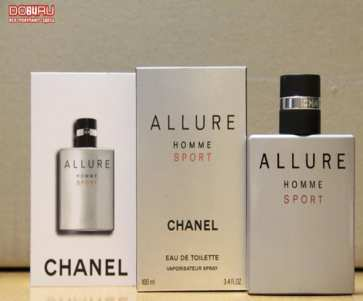 DOBURU
ALLURE
HOMME
SPORT
CHANEL
ALLURE
HOMME
SPORT
CHANEL
EAU DE TOILETTE
VAPORISATEUR SPRAY
100 ml 3.4 FL.OZ
CHANEL
ALLURE
HOMME
SPORT